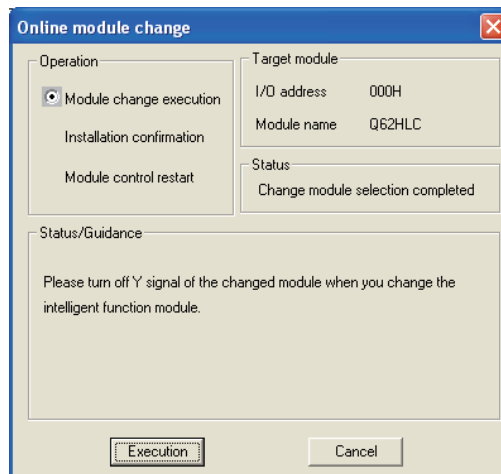 Online module change
Operation
Module change execution
Installation confirmation
Module control restart
Target module
I/O address 000H
Module name Q62HLC
Status
Change module selection completed
Status/Guidance
Please turn off Y signal of the changed module when you change the
intelligent function module.
Execution Cancel